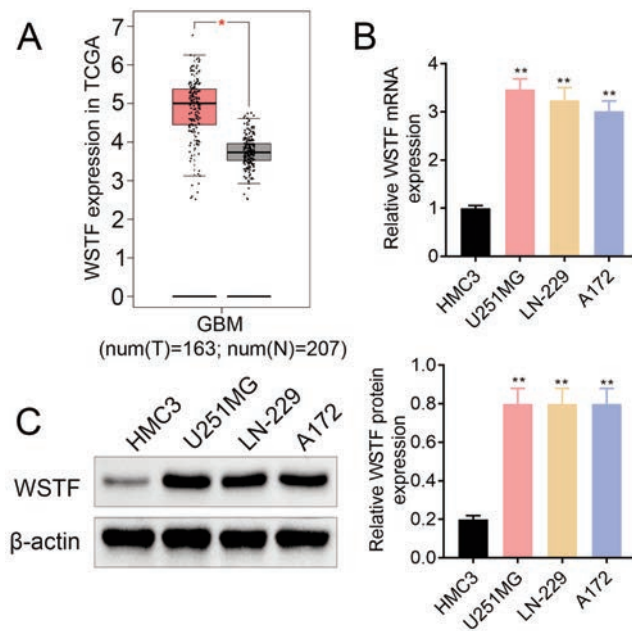 A
WSTF expression in TCGA
7
6
5
4
3
2
1
0
*
GBM
(num(T)=163; num(N)=207)
B
Relative WSTF mRNA
expression
4
3
2
1
0
**
**
**
HMC3
U251MG
LN-229
A172
C
HMC3
U251MG
LN-229
A172
WSTF
β-actin
Relative WSTF protein
expression
1.0
0.8
0.6
0.4
0.2
0.0
**
**
**
HMC3
U251MG
LN-229
A172